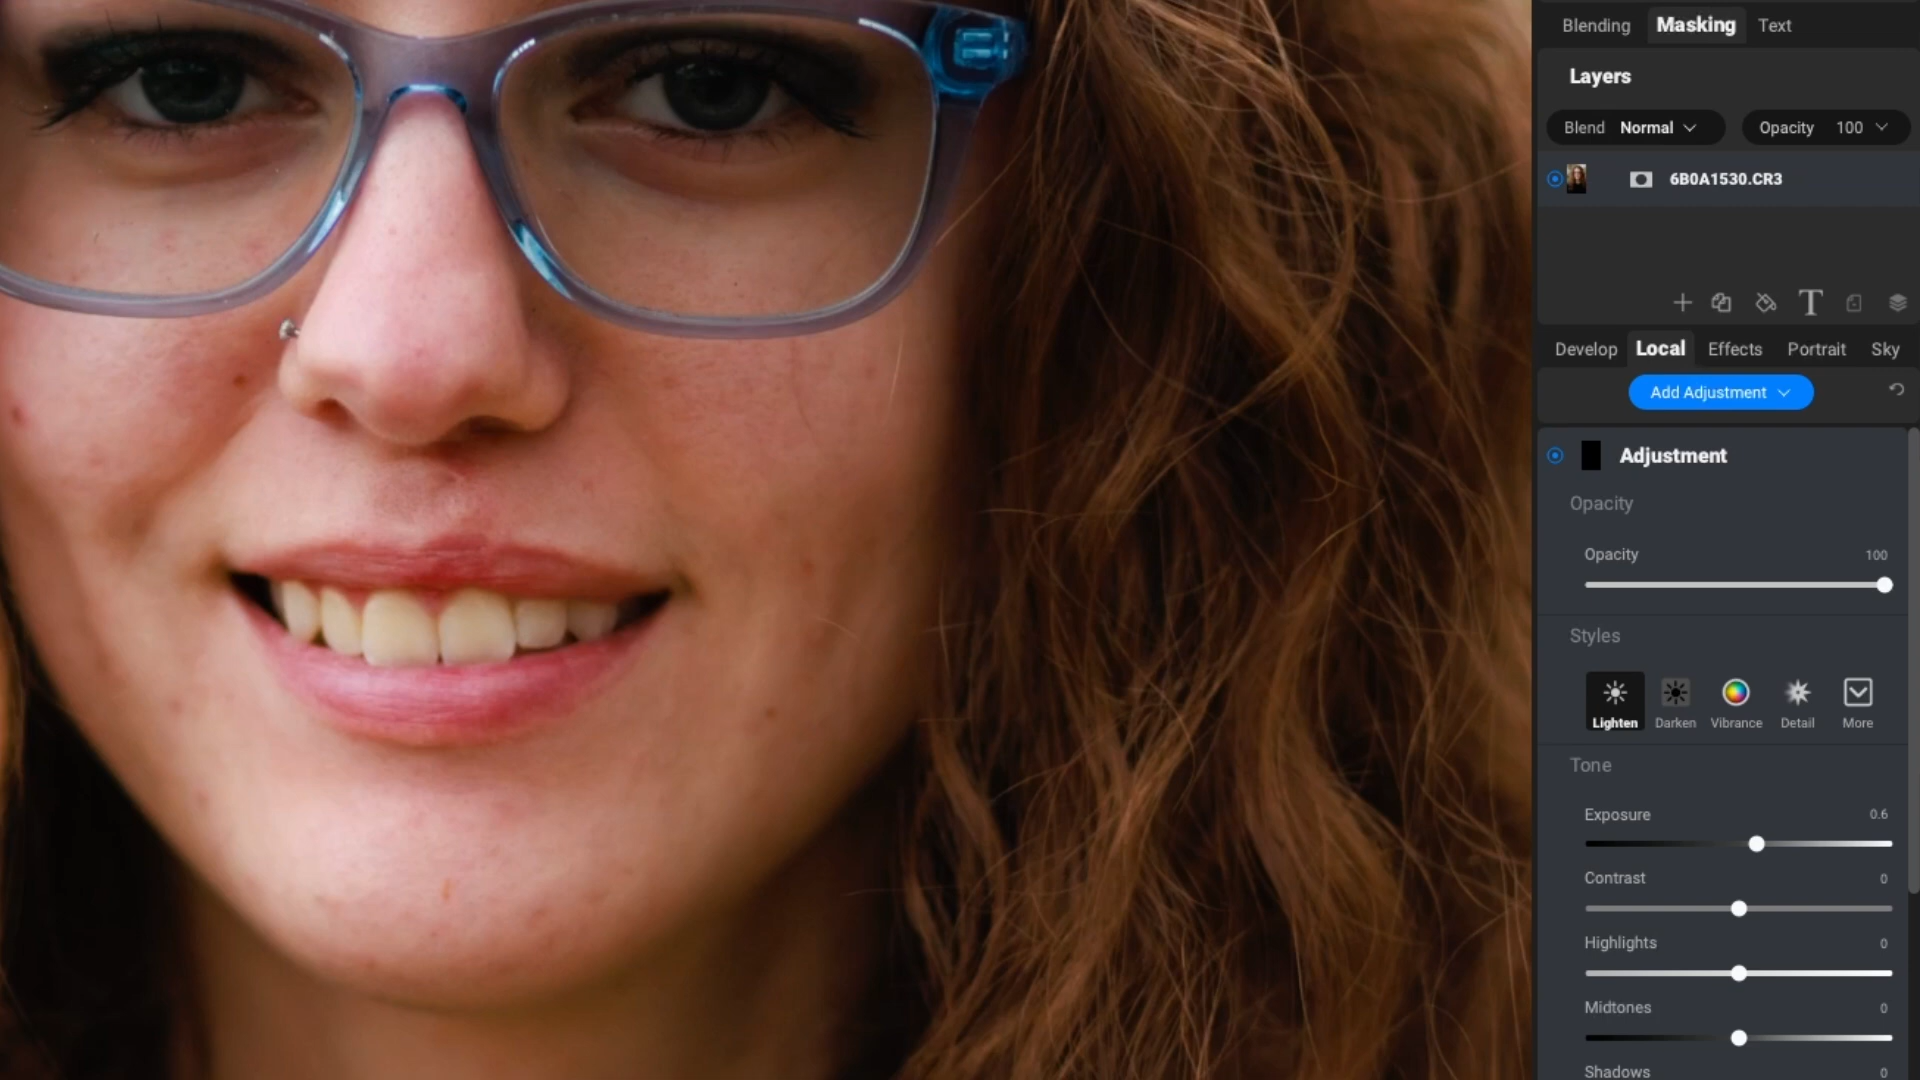 Blending Masking Text
Layers
Blend Normal Opacity 100
6B0A1530.CR3
T
Develop Local Effects Portrait Sky
Add Adjustment
Adjustment
Opacity
Opacity 100
Styles
Lighten Darken Vibrance Detail More
Tone
Exposure 0.6
Contrast 0
Highlights 0
Midtones 0
Shadows 0